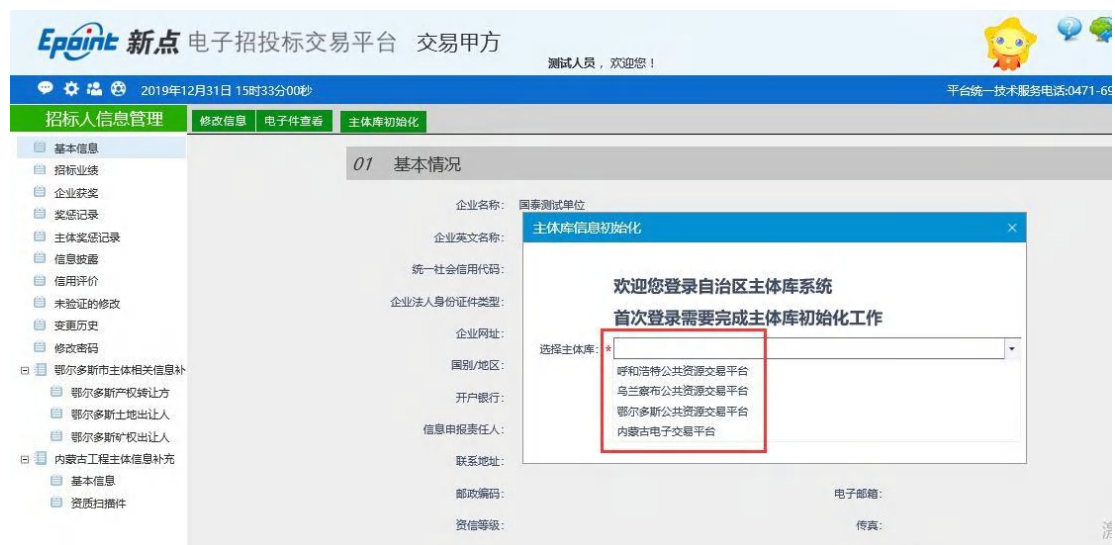 Epoint 新点 电子招投标交易平台 交易甲方
测试人员,欢迎您!
2019年12月31日 15时33分00秒
平台统一技术服务电话:0471-69
招标人信息管理
修改信息 电子件查看 主体库初始化
基本信息
招标业绩
企业获奖
奖惩记录
主体奖惩记录
信息披露
信用评价
未验证的修改
变更历史
修改密码
鄂尔多斯市主体相关信息补
鄂尔多斯产权转让方
鄂尔多斯土地出让人
鄂尔多斯矿权出让人
内蒙古工程主体信息补充
基本信息
资质扫描件
01 基本情况
企业名称: 国泰测试单位
企业英文名称:
统一社会信用代码:
企业法人身份证件类型:
企业网址:
国别/地区:
开户银行:
信息申报责任人:
联系地址:
邮政编码:
电子邮箱:
资信等级:
传真:
主体库信息初始化 ×
欢迎您登录自治区主体库系统
首次登录需要完成主体库初始化工作
选择主体库: *
呼和浩特公共资源交易平台
乌兰察布公共资源交易平台
鄂尔多斯公共资源交易平台
内蒙古电子交易平台